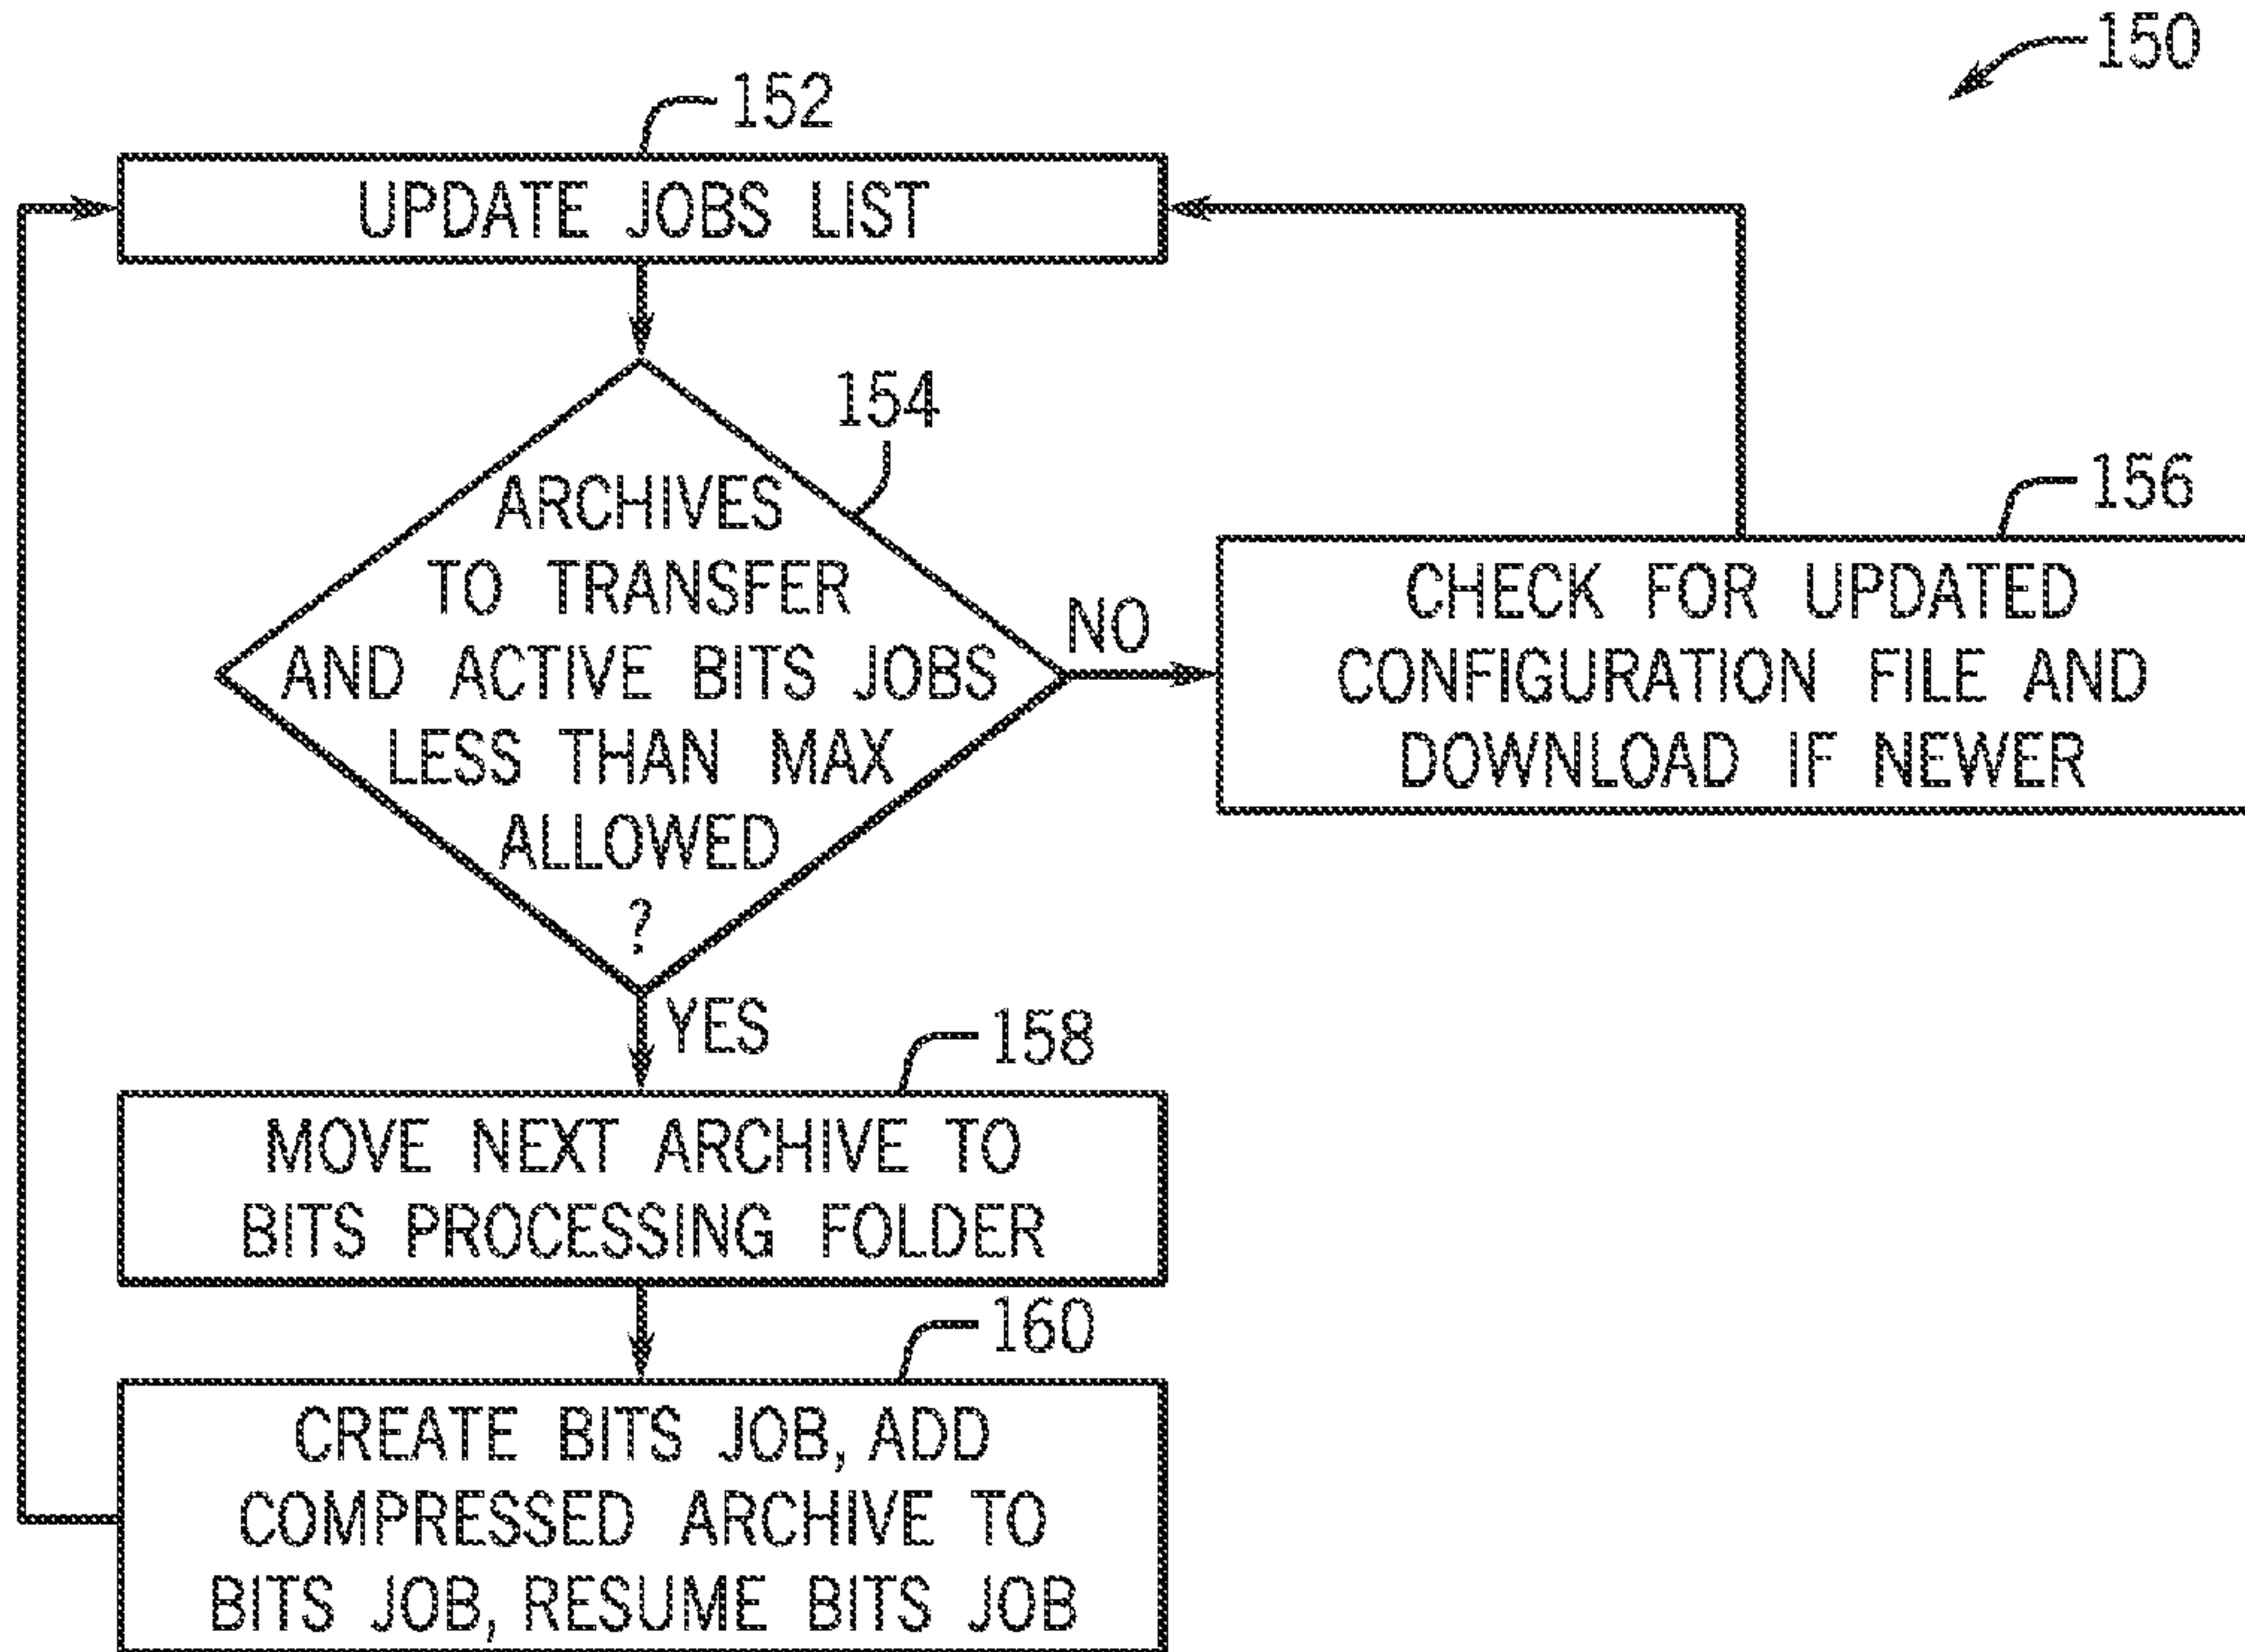 150
152
UPDATE JOBS LIST
154
ARCHIVES
TO TRANSFER
AND ACTIVE BITS JOBS
LESS THAN MAX
ALLOWED
?
NO
156
CHECK FOR UPDATED
CONFIGURATION FILE AND
DOWNLOAD IF NEWER
YES
158
MOVE NEXT ARCHIVE TO
BITS PROCESSING FOLDER
160
CREATE BITS JOB, ADD
COMPRESSED ARCHIVE TO
BITS JOB, RESUME BITS JOB